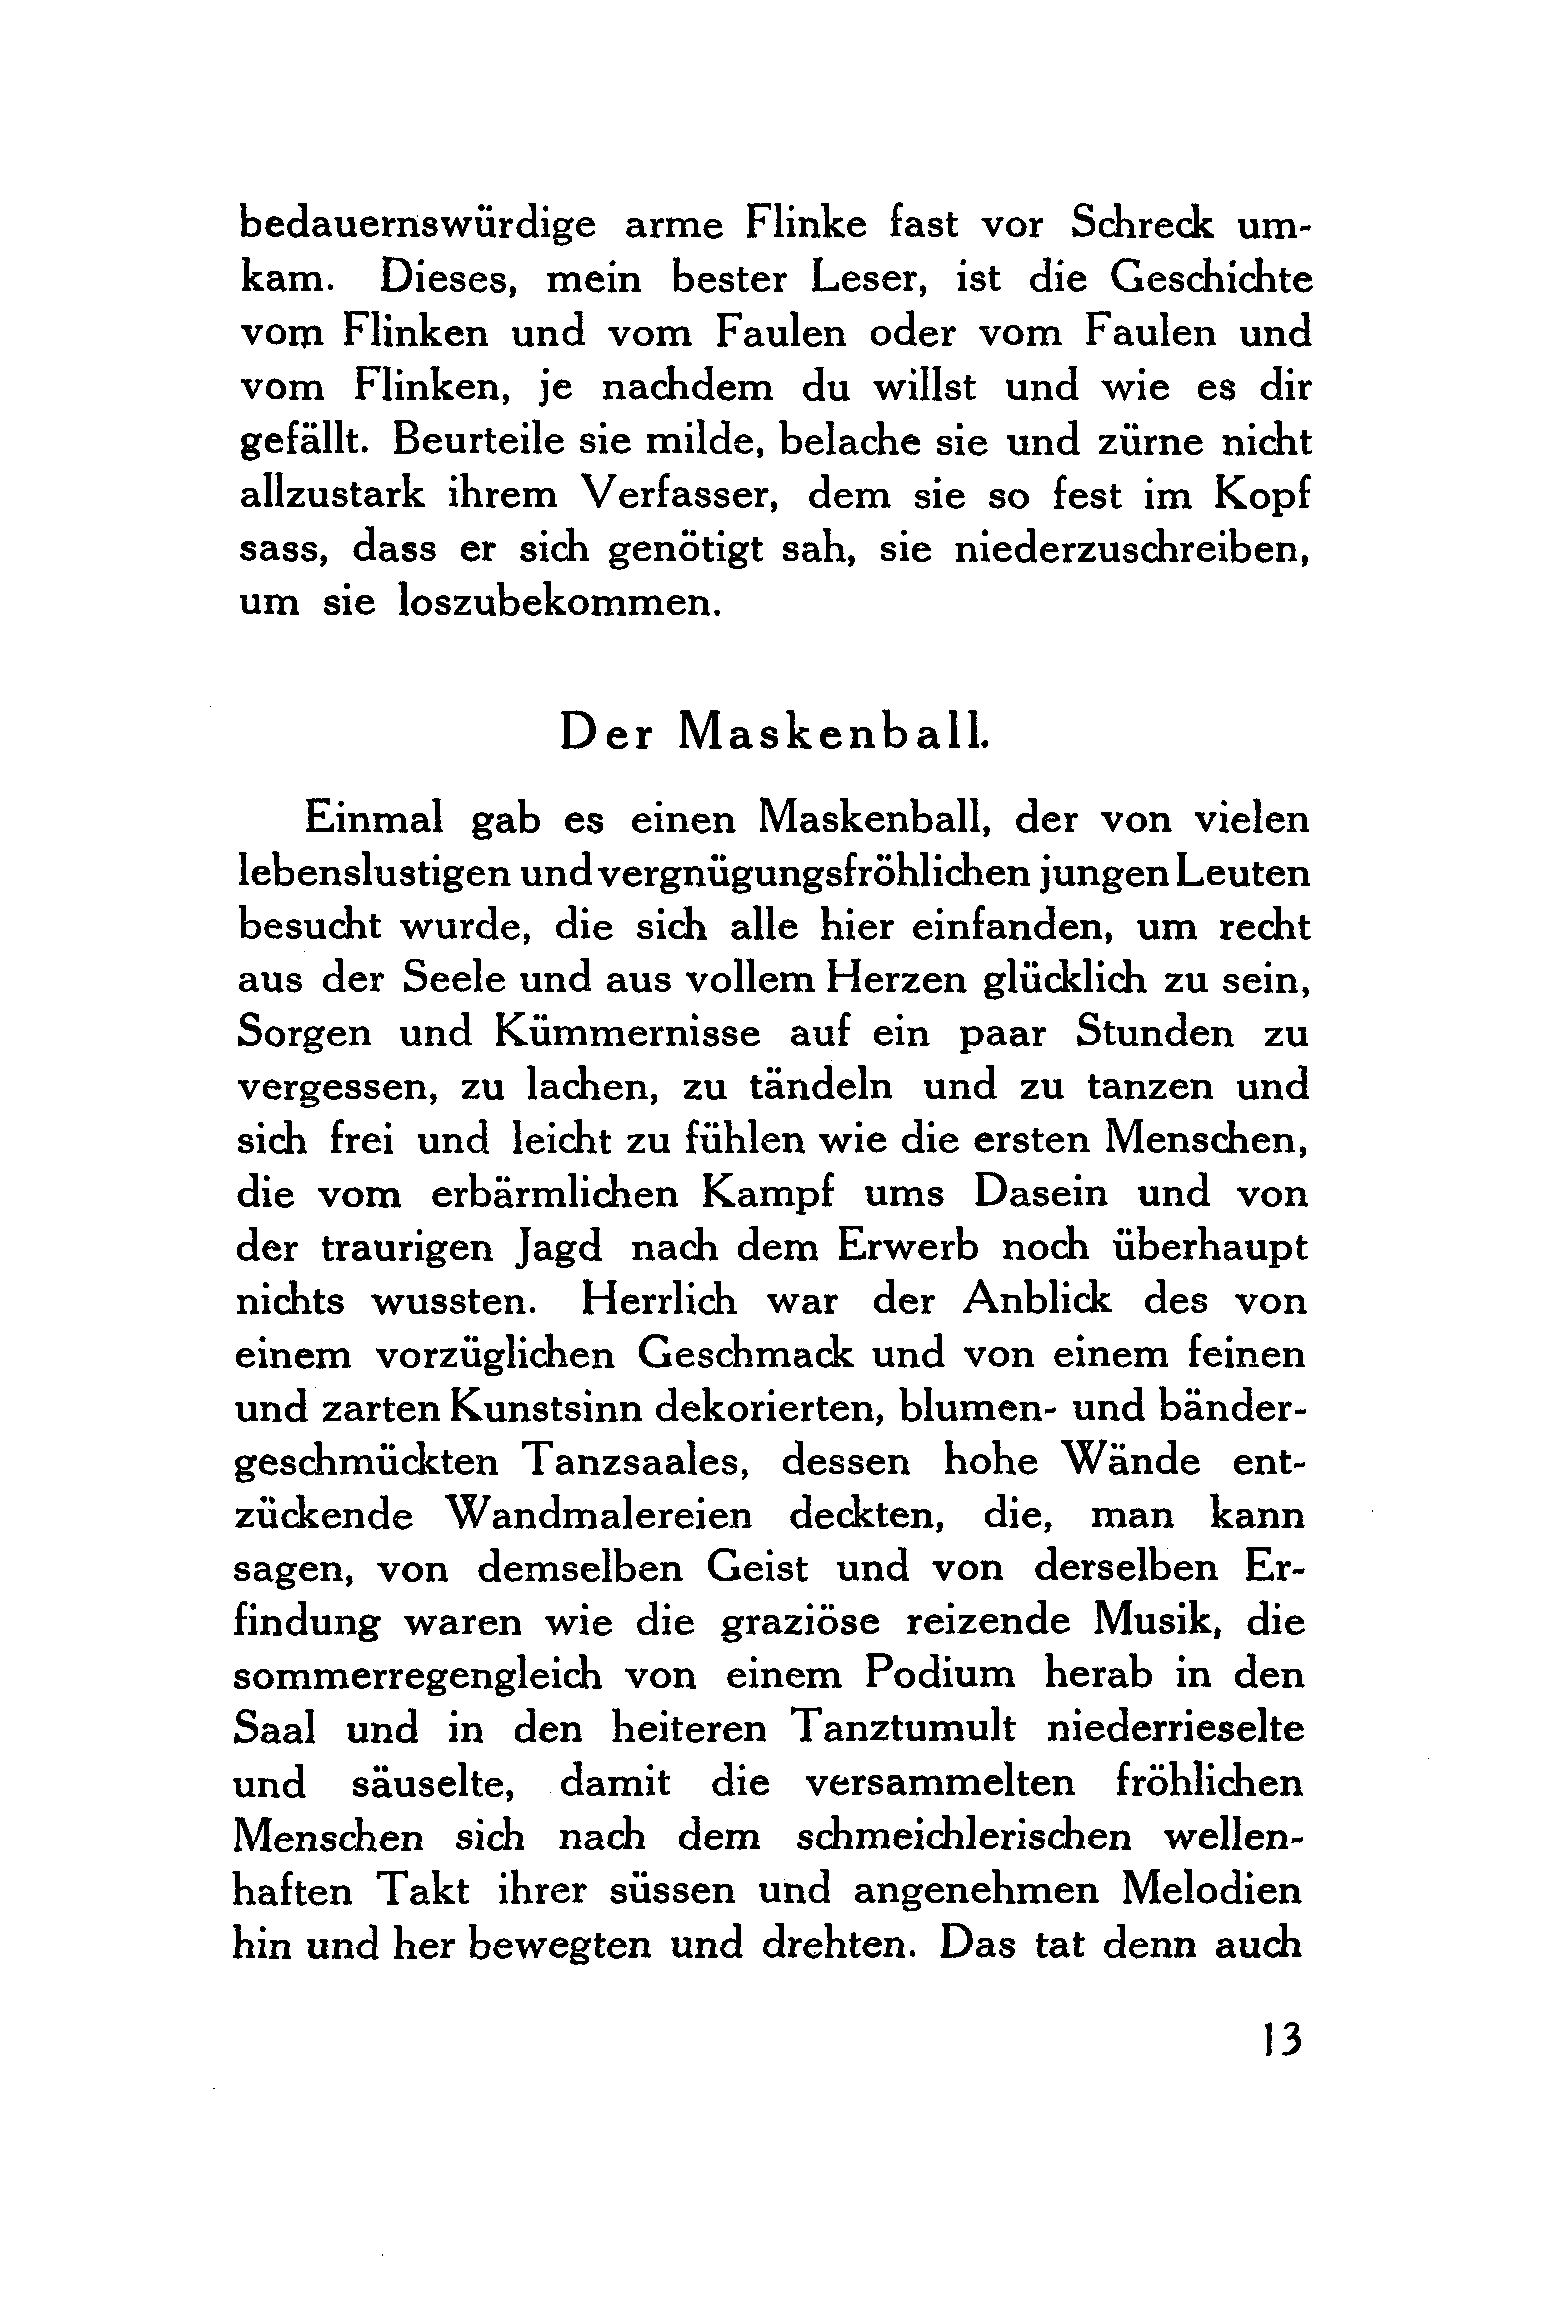 bedauernswürdige arme Flinke fast vor Schreck um-
kam. Dieses, mein bester Leser, ist die Geschichte
vom Flinken und vom Faulen oder vom Faulen und
vom Flinken, je nachdem du willst und wie es dir
gefällt. Beurteile sie milde, belache sie und zürne nicht
allzustark ihrem Verfasser, dem sie so fest im Kopf
sass, dass er sich genötigt sah, sie niederzuschreiben,
um sie loszubekommen.
Der Maskenball.
Einmal gab es einen Maskenball, der von vielen
lebenslustigen und vergnügungsfröhlichen jungen Leuten
besucht wurde, die sich alle hier einfanden, um recht
aus der Seele und aus vollem Herzen glücklich zu sein,
Sorgen und Kümmernisse auf ein paar Stunden zu
vergessen, zu lachen, zu tändeln und zu tanzen und
sich frei und leicht zu fühlen wie die ersten Menschen,
die vom erbärmlichen Kampf ums Dasein und von
der traurigen Jagd nach dem Erwerb noch überhaupt
nichts wussten. Herrlich war der Anblick des von
einem vorzüglichen Geschmack und von einem feinen
und zarten Kunstsinn dekorierten, blumen- und bänder-
geschmückten Tanzsaales, dessen hohe Wände ent-
zückende Wandmalereien deckten, die, man kann
sagen, von demselben Geist und von derselben Er-
findung waren wie die graziöse reizende Musik, die
sommerregengleich von einem Podium herab in den
Saal und in den heiteren Tanztumult niederrieselte
und säuselte, damit die versammelten fröhlichen
Menschen sich nach dem schmeichlerischen wellen-
haften Takt ihrer süssen und angenehmen Melodien
hin und her bewegten und drehten. Das tat denn auch
13